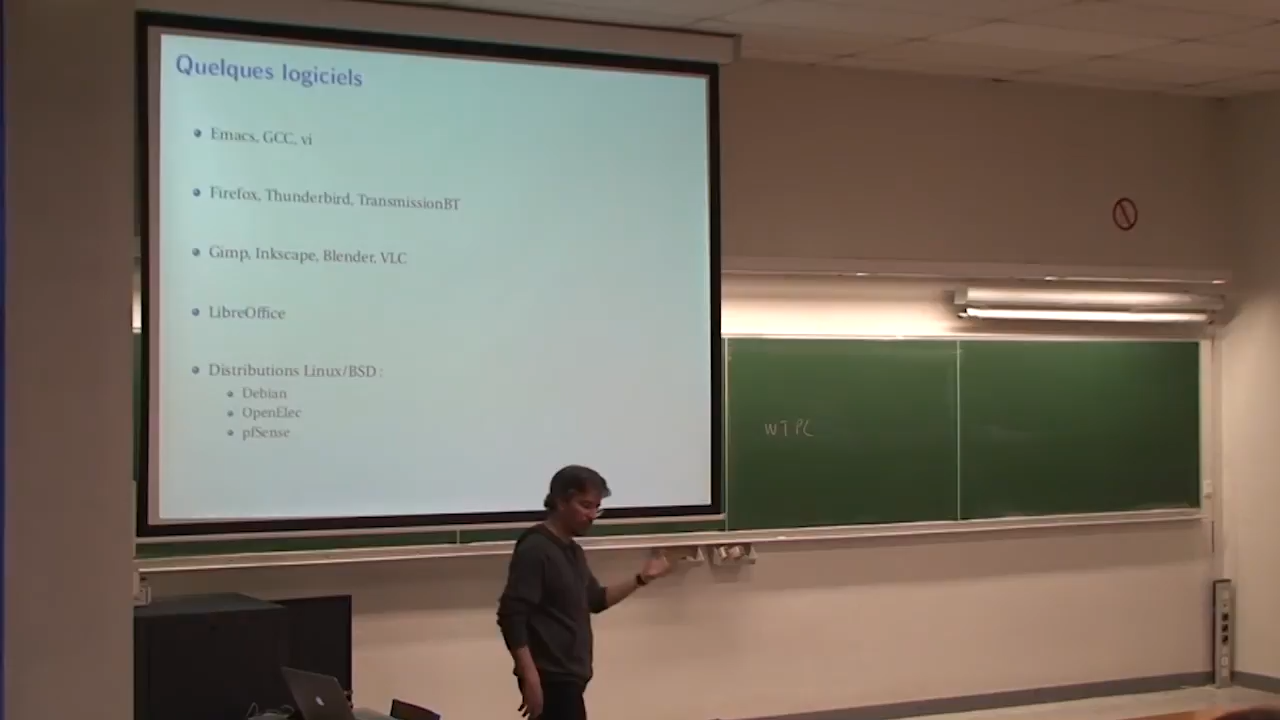 Quelques logiciels
Emacs, GCC, vi
Firefox, Thunderbird, TransmissionBT
Gimp, Inkscape, Blender, VLC
LibreOffice
Distributions Linux/BSD :
Debian
OpenElec
pfSense
WTPL